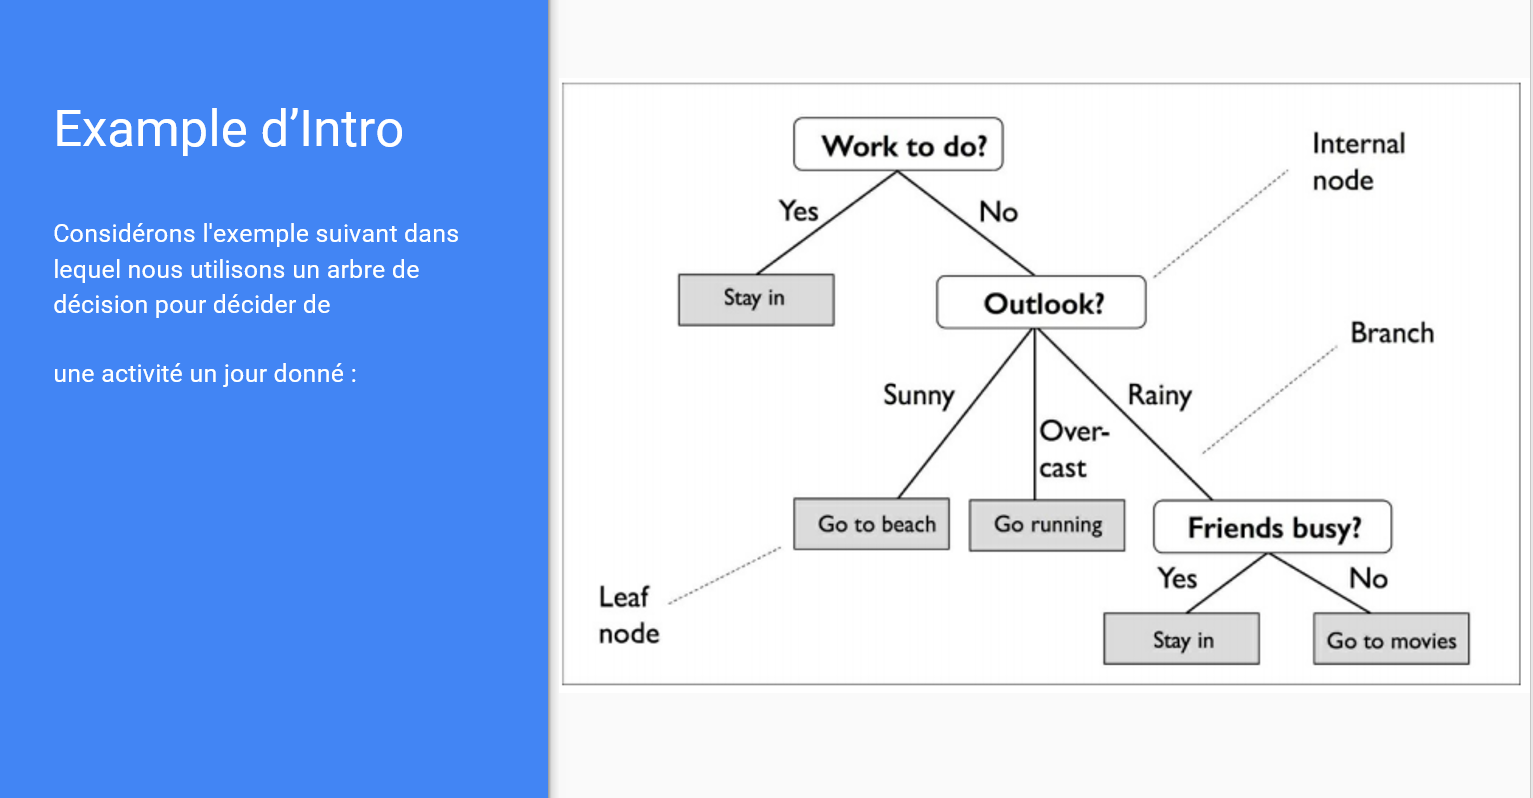 Example d’Intro
Considérons l'exemple suivant dans
lequel nous utilisons un arbre de
décision pour décider de
une activité un jour donné :
Work to do?
Internal
node
Yes
No
Stay in
Outlook?
Branch
Sunny
Rainy
Over-
cast
Go to beach
Go running
Friends busy?
Yes
No
Leaf
node
Stay in
Go to movies